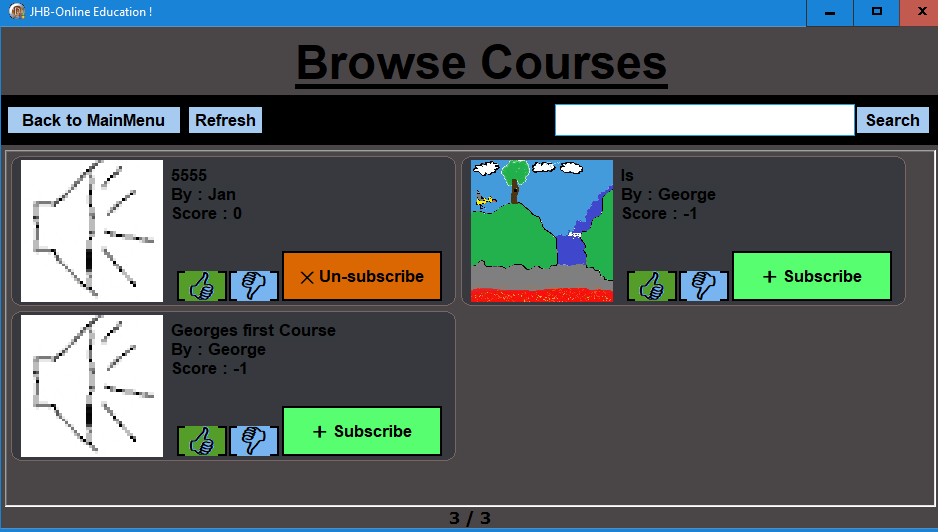 JHB-Online Education !
Browse Courses
Back to MainMenu
Refresh
Search
5555
By : Jan
Score : 0
× Un-subscribe
ls
By : George
Score : -1
+ Subscribe
Georges first Course
By : George
Score : -1
+ Subscribe
3 / 3